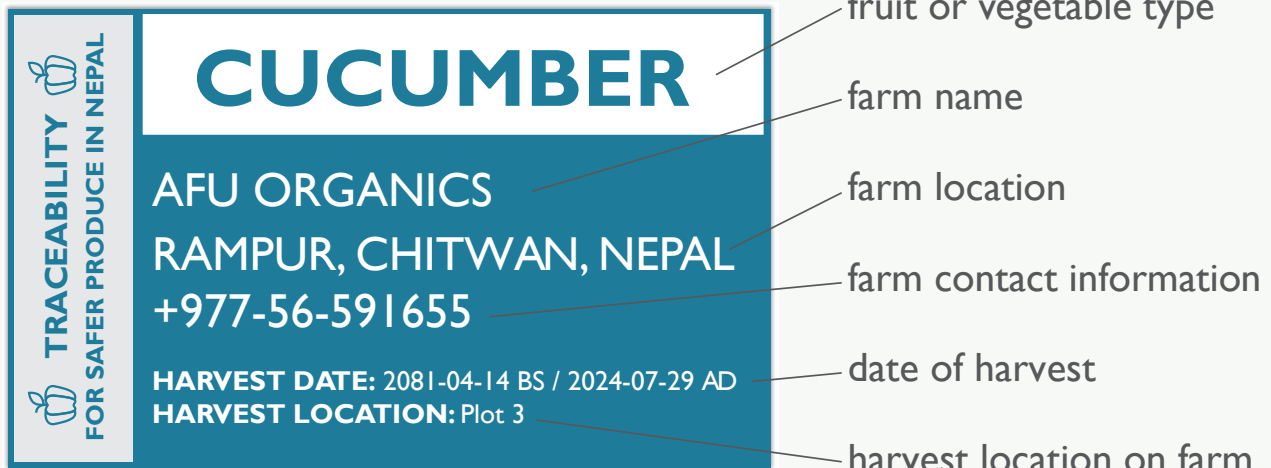 TRACEABILITY
FOR SAFER PRODUCE IN NEPAL
CUCUMBER
AFU ORGANICS
RAMPUR, CHITWAN, NEPAL
+977-56-591655
HARVEST DATE: 2081-04-14 BS / 2024-07-29 AD
HARVEST LOCATION: Plot 3
fruit or vegetable type
farm name
farm location
farm contact information
date of harvest
harvest location on farm